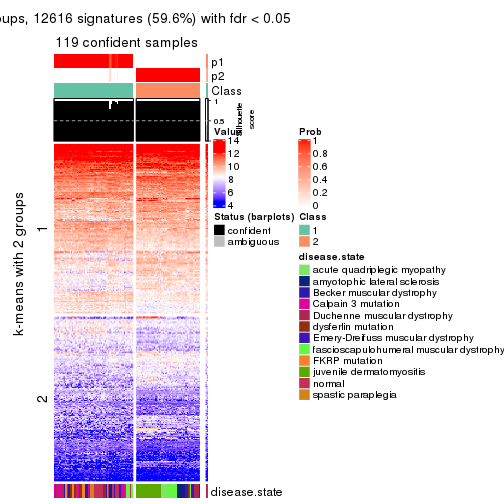 oups, 12616 signatures (59.6%) with fdr < 0.05
119 confident samples
p1
p2
Class
1
0.5
0
Silhouette
score
k-means with 2 groups
1
2
Value
14
12
10
8
6
4
Prob
1
0.8
0.6
0.4
0.2
0
Status (barplots)
confident
ambiguous
Class
1
2
disease.state
acute quadriplegic myopathy
amyotophic lateral sclerosis
Becker muscular dystrophy
Calpain 3 mutation
Duchenne muscular dystrophy
dysferlin mutation
Emery-Dreifuss muscular dystrophy
fascioscapulohumeral muscular dystrophy
FKRP mutation
juvenile dermatomyositis
normal
spastic paraplegia
disease.state